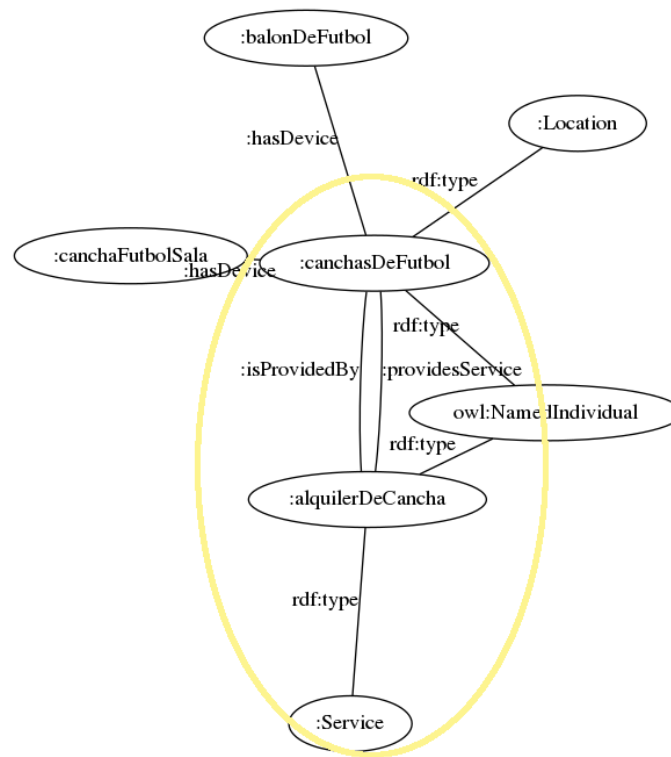 :balonDeFutbol
:Location
:hasDevice
rdf:type
:canchaFutbolSala
:hasDevice
:canchasDeFutbol
rdf:type
:isProvidedBy
:providesService
owl:NamedIndividual
rdf:type
:alquilerDeCancha
rdf:type
:Service